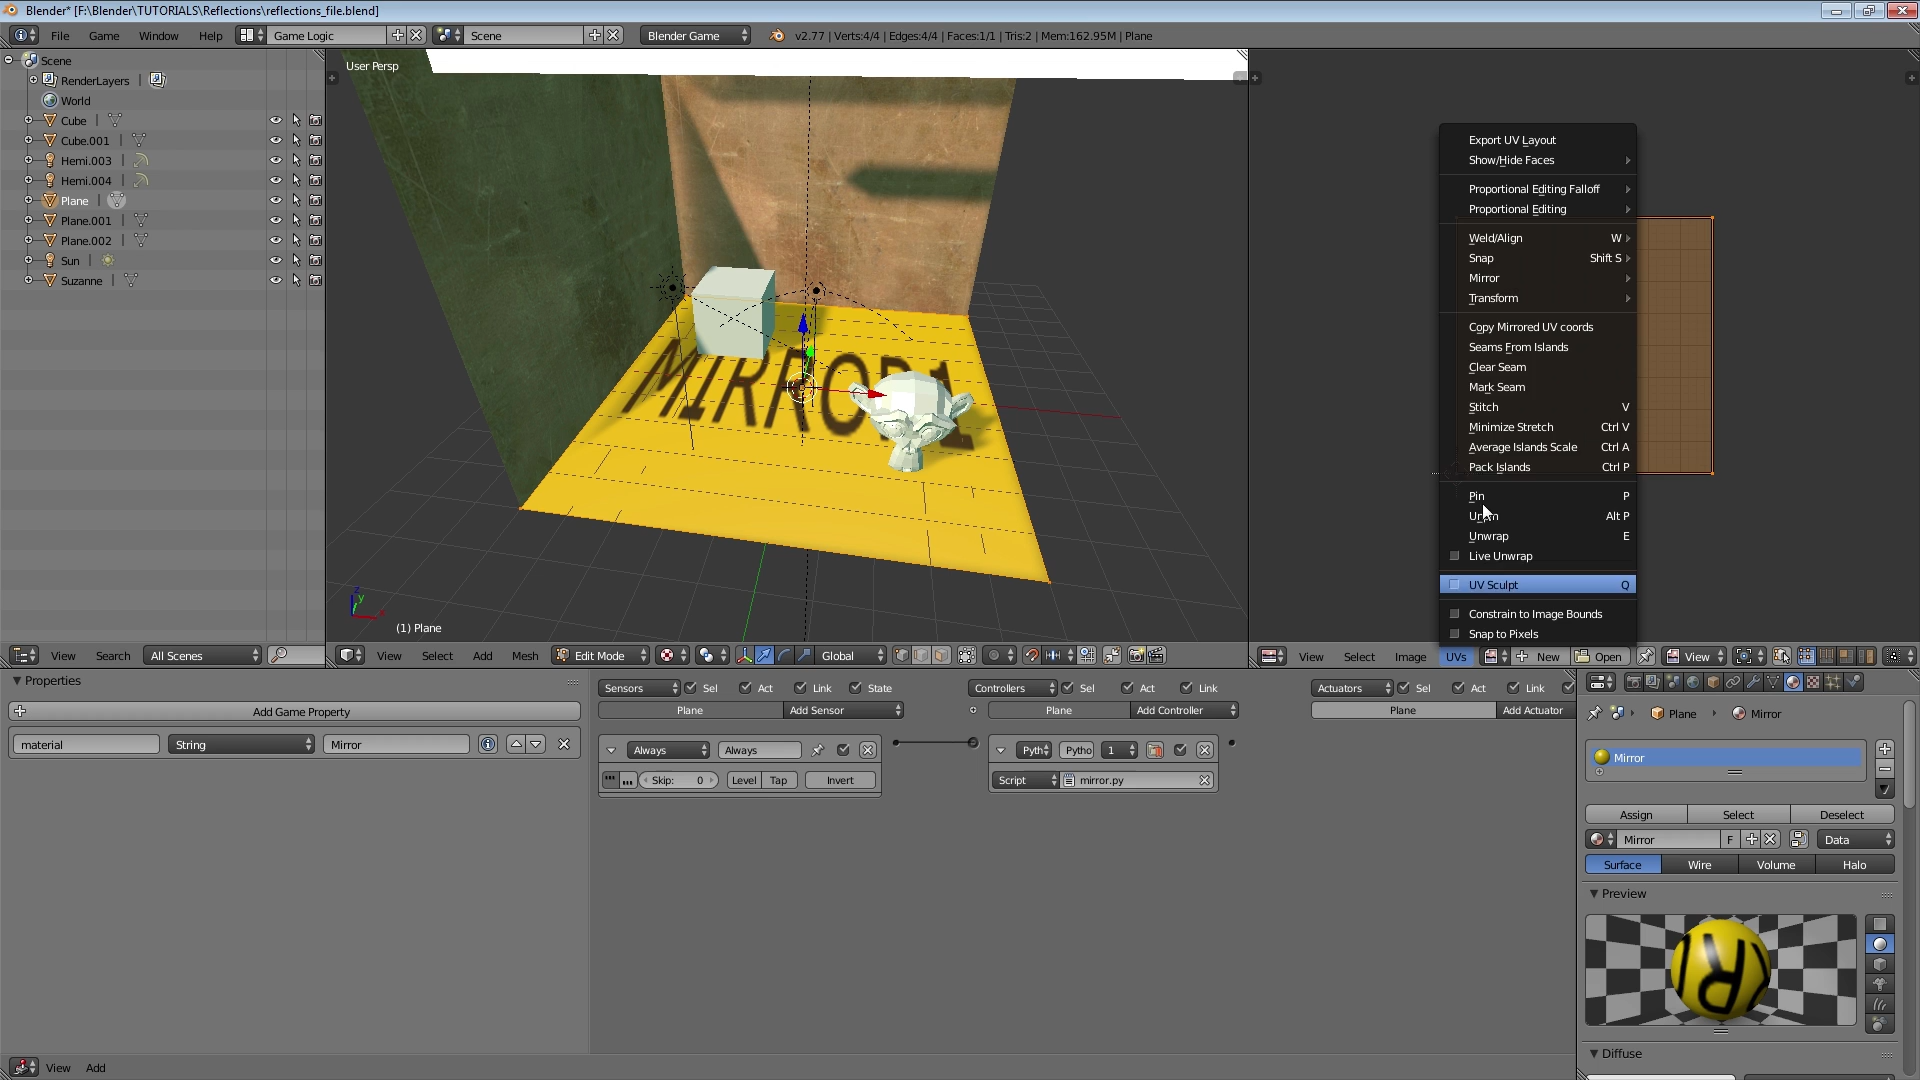 Blender* [F:\Blender\TUTORIALS\Reflections\reflections_file.blend]
File Game Window Help Game Logic Scene Blender Game v2.77 | Verts:4/4 | Edges:4/4 | Faces:1/1 | Tris:2 | Mem:162.95M | Plane
Scene
RenderLayers
World
Cube
Cube.001
Hemi.003
Hemi.004
Plane
Plane.001
Plane.002
Sun
Suzanne
View Search All Scenes
User Persp
(1) Plane
View Select Add Mesh Edit Mode Global
Export UV Layout
Show/Hide Faces
Proportional Editing Falloff
Proportional Editing
Weld/Align W
Snap Shift S
Mirror
Transform
Copy Mirrored UV coords
Seams From Islands
Clear Seam
Mark Seam
Stitch V
Minimize Stretch Ctrl V
Average Islands Scale Ctrl A
Pack Islands Ctrl P
Pin P
Alt P
Unwrap E
Live Unwrap
UV Sculpt Q
Constrain to Image Bounds
Snap to Pixels
View Select Image UVs New Open View
Properties
Add Game Property
material String Mirror
Sensors Sel Act Link State
Plane Add Sensor
Always Always
Skip: 0 Level Tap Invert
Controllers Sel Act Link
Plane Add Controller
Pyth Pytho 1
Script mirror.py
Actuators Sel Act Link
Plane Add Actuator
Plane Mirror
Mirror
Assign Select Deselect
Mirror F Data
Surface Wire Volume Halo
Preview
Diffuse
View Add